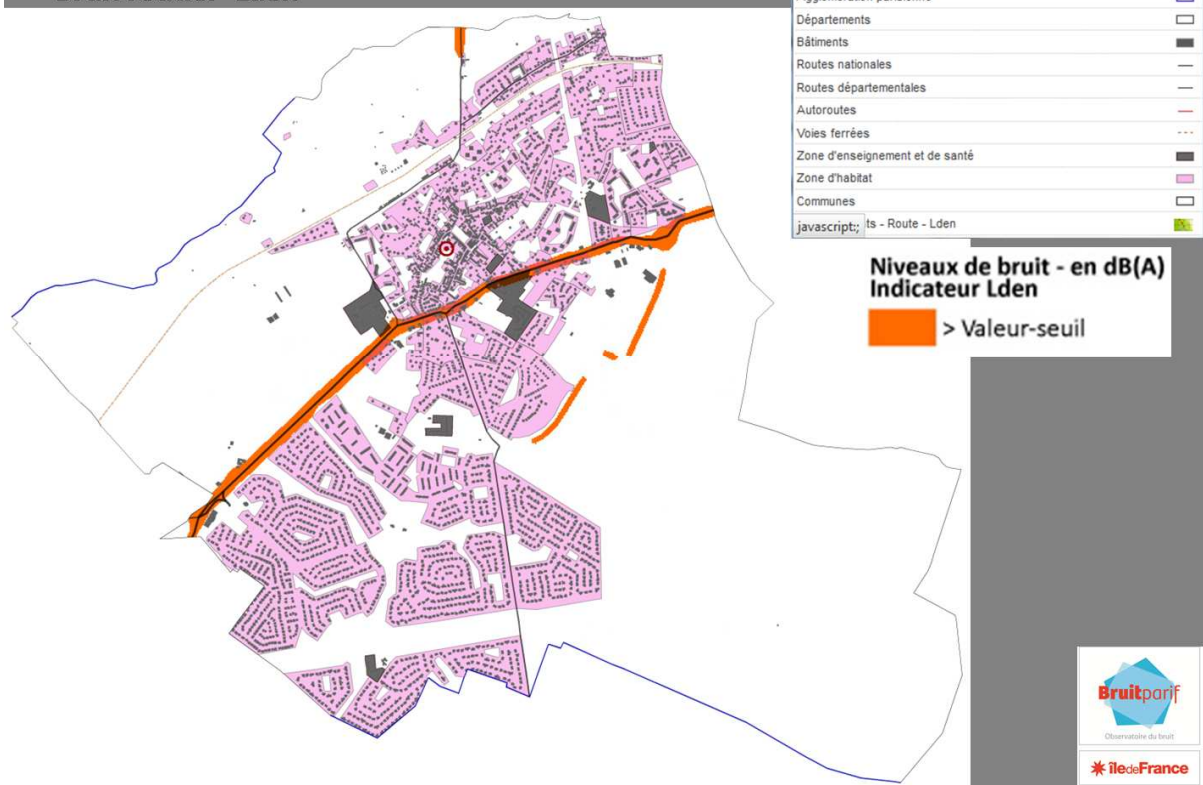 Départements
Bâtiments
Routes nationales
Routes départementales
Autoroutes
Voies ferrées
Zone d'enseignement et de santé
Zone d'habitat
Communes
javascript:; ts - Route - Lden
Niveaux de bruit - en dB(A)
Indicateur Lden
> Valeur-seuil
Bruitparif
Observatoire du bruit
îledeFrance